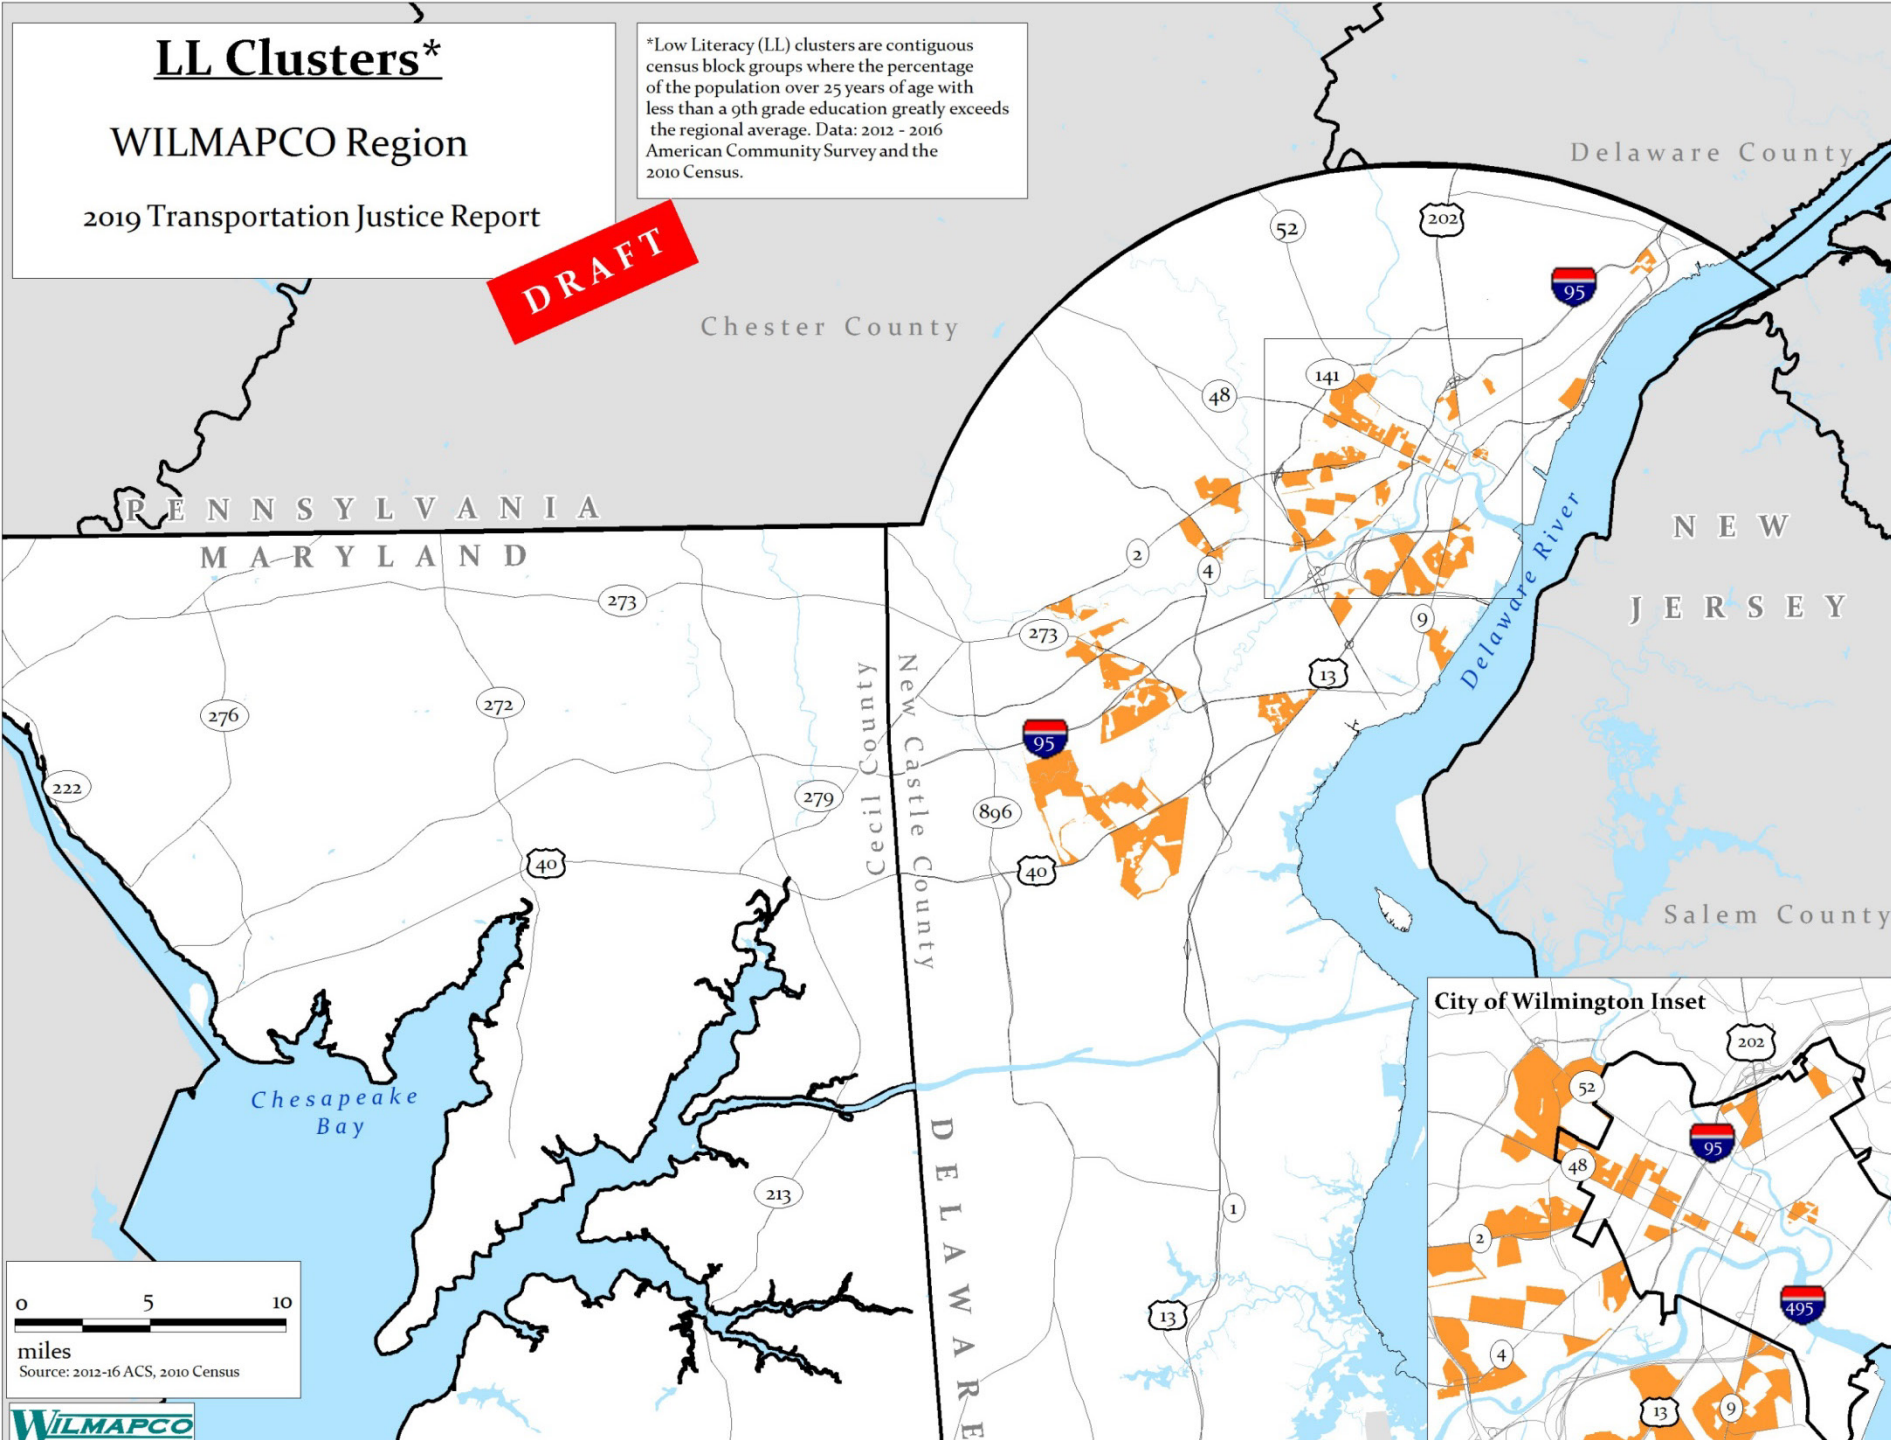 LL Clusters*
WILMAPCO Region
2019 Transportation Justice Report
*Low Literacy (LL) clusters are contiguous
census block groups where the percentage
of the population over 25 years of age with
less than a 9th grade education greatly exceeds
the regional average. Data: 2012 - 2016
American Community Survey and the
2010 Census.
DRAFT
Delaware County
Chester County
52
202
95
141
48
PENNSYLVANIA
MARYLAND
NEW
JERSEY
Delaware River
2
4
273
273
9
13
276
272
95
222
279
896
40
40
Cecil County
New Castle County
Salem County
Chesapeake
Bay
213
1
13
DELAWARE
City of Wilmington Inset
202
52
95
48
2
495
4
13
9
0 5 10
miles
Source: 2012-16 ACS, 2010 Census
WILMAPCO